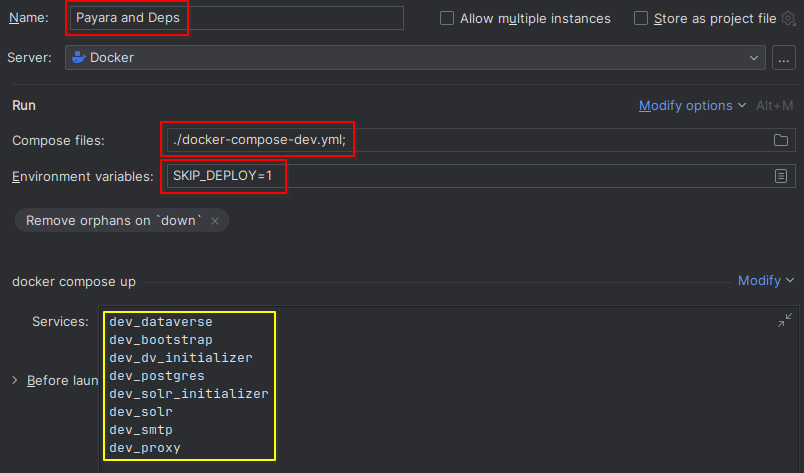 Name: Payara and Deps Allow multiple instances Store as project file
Server: Docker ...
Run Modify options Alt+M
Compose files: ./docker-compose-dev.yml;
Environment variables: SKIP_DEPLOY=1
Remove orphans on `down` ×
docker compose up Modify
Services: dev_dataverse
dev_bootstrap
dev_dv_initializer
Before laun dev_postgres
dev_solr_initializer
dev_solr
dev_smtp
dev_proxy